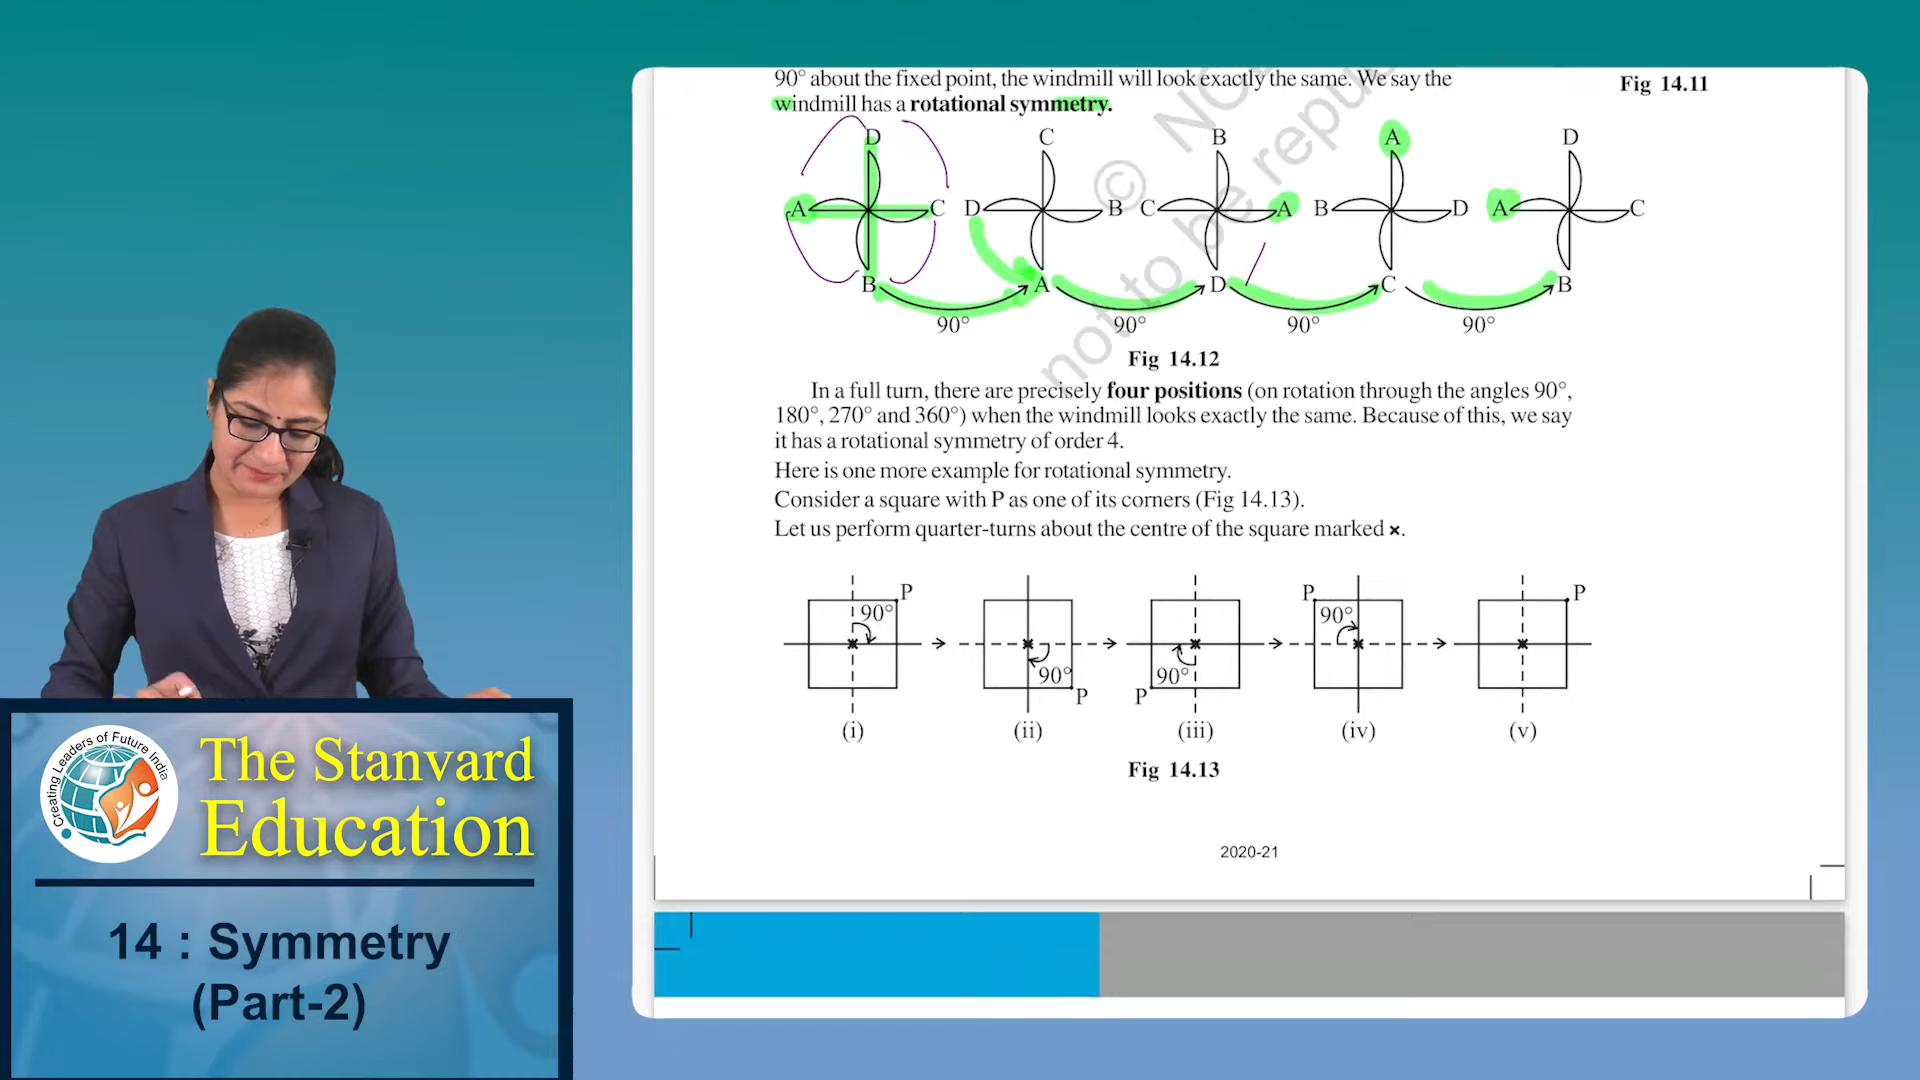 90° about the fixed point, the windmill will look exactly the same. We say the
windmill has a rotational symmetry.
Fig 14.11
D C B A D
A C D B C A B D A C
B A D C B
90° 90° 90° 90°
Fig 14.12
In a full turn, there are precisely four positions (on rotation through the angles 90°,
180°, 270° and 360°) when the windmill looks exactly the same. Because of this, we say
it has a rotational symmetry of order 4.
Here is one more example for rotational symmetry.
Consider a square with P as one of its corners (Fig 14.13).
Let us perform quarter-turns about the centre of the square marked ×.
P P P
90° 90°
90° 90°
P P
(i) (ii) (iii) (iv) (v)
Fig 14.13
2020-21
© NO
not to be repu
Creating Leaders of Future India
The Stanvard
Education
14 : Symmetry
(Part-2)